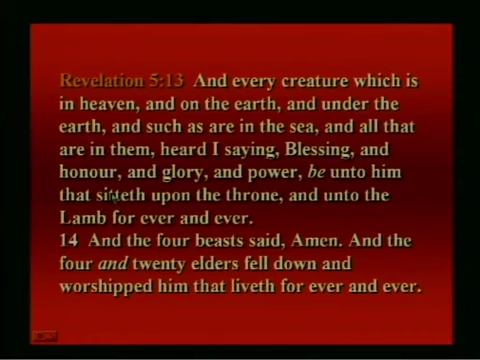 Revelation 5:13 And every creature which is
in heaven, and on the earth, and under the
earth, and such as are in the sea, and all that
are in them, heard I saying, Blessing, and
honour, and glory, and power, be unto him
that sitteth upon the throne, and unto the
Lamb for ever and ever.
14 And the four beasts said, Amen. And the
four and twenty elders fell down and
worshipped him that liveth for ever and ever.